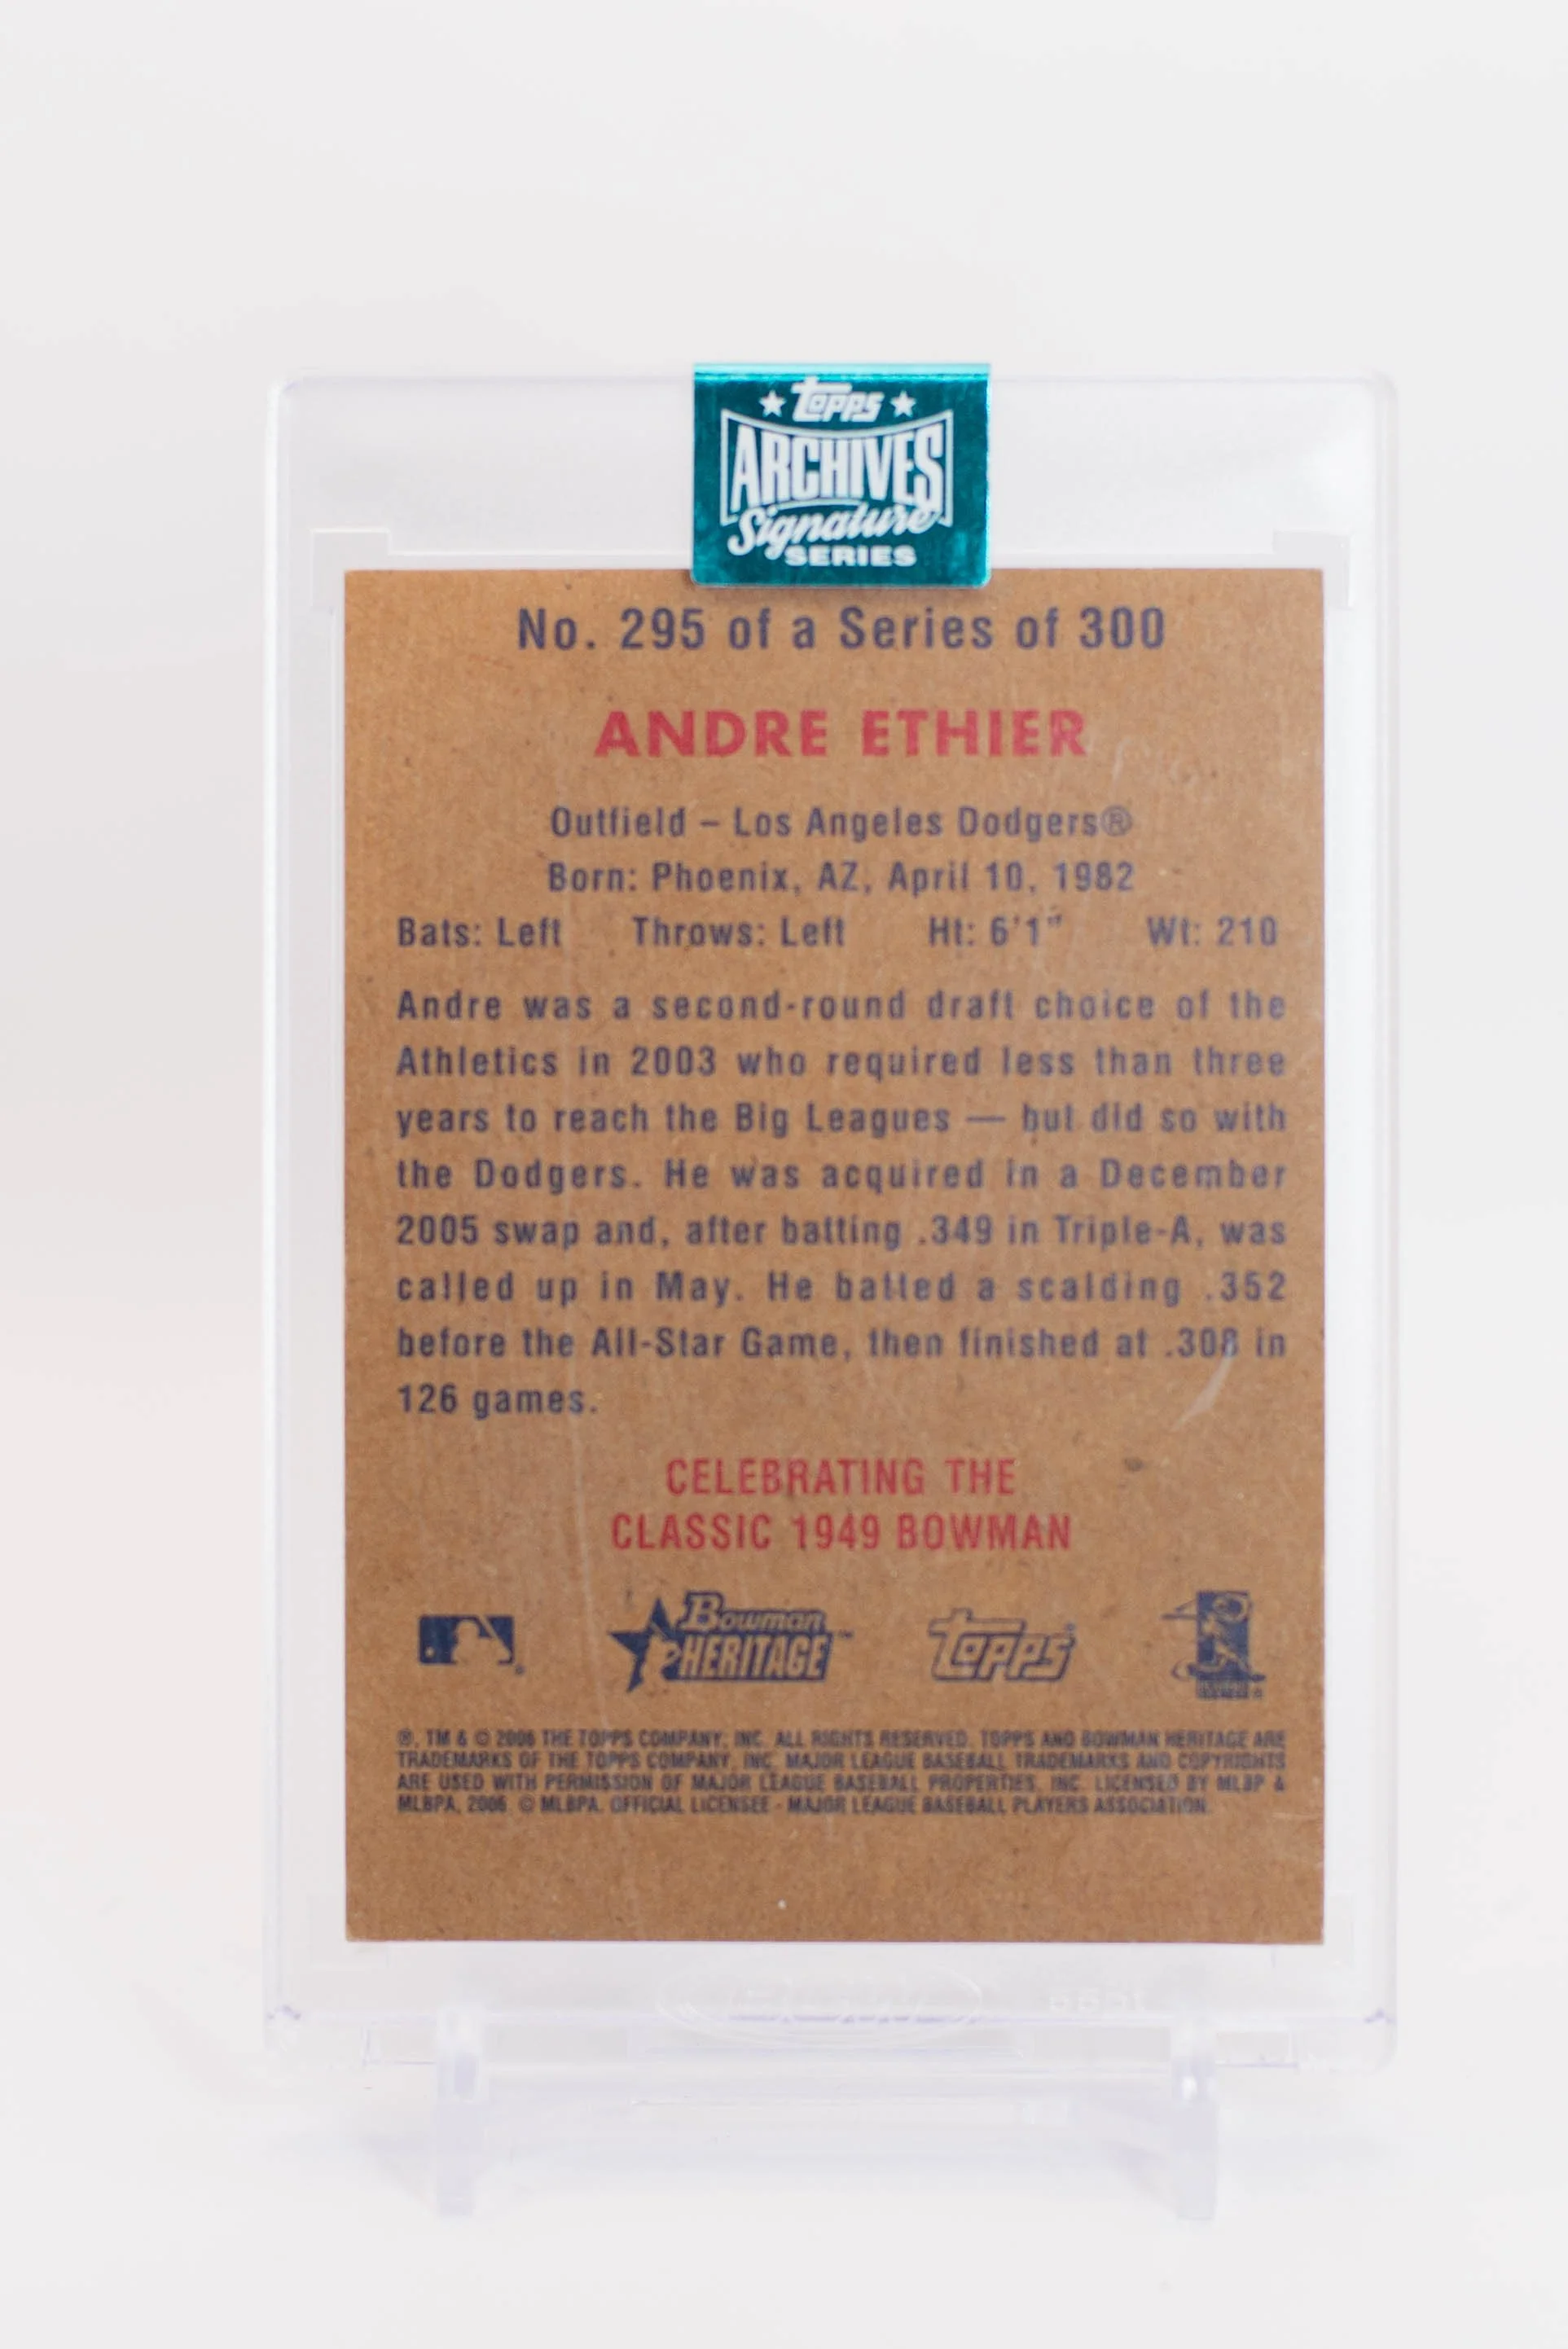 ★ Topps ★
ARCHIVES
Signature
SERIES
No. 295 of a Series of 300
ANDRE ETHIER
Outfield – Los Angeles Dodgers®
Born: Phoenix, AZ, April 10, 1982
Bats: Left Throws: Left Ht: 6'1" Wt: 210
Andre was a second-round draft choice of the
Athletics in 2003 who required less than three
years to reach the Big Leagues — but did so with
the Dodgers. He was acquired in a December
2005 swap and, after batting .349 in Triple-A, was
called up in May. He batted a scalding .352
before the All-Star Game, then finished at .308 in
126 games.
CELEBRATING THE
CLASSIC 1949 BOWMAN
Bowman
HERITAGE™
Topps®
®, TM & © 2006 THE TOPPS COMPANY, INC. ALL RIGHTS RESERVED. TOPPS AND BOWMAN HERITAGE ARE
TRADEMARKS OF THE TOPPS COMPANY, INC. MAJOR LEAGUE BASEBALL TRADEMARKS AND COPYRIGHTS
ARE USED WITH PERMISSION OF MAJOR LEAGUE BASEBALL PROPERTIES, INC. LICENSED BY MLBP &
MLBPA, 2006 © MLBPA. OFFICIAL LICENSEE - MAJOR LEAGUE BASEBALL PLAYERS ASSOCIATION.